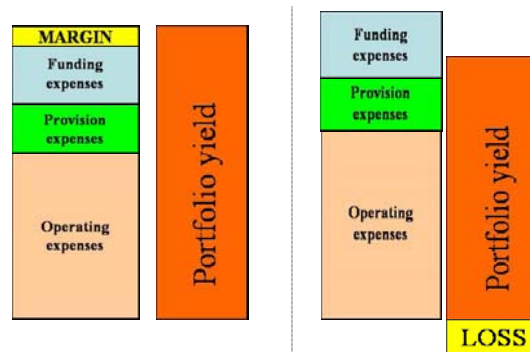 MARGIN
Funding
expenses
Provision
expenses
Operating
expenses
Portfolio yield
Funding
expenses
Provision
expenses
Operating
expenses
Portfolio yield
LOSS